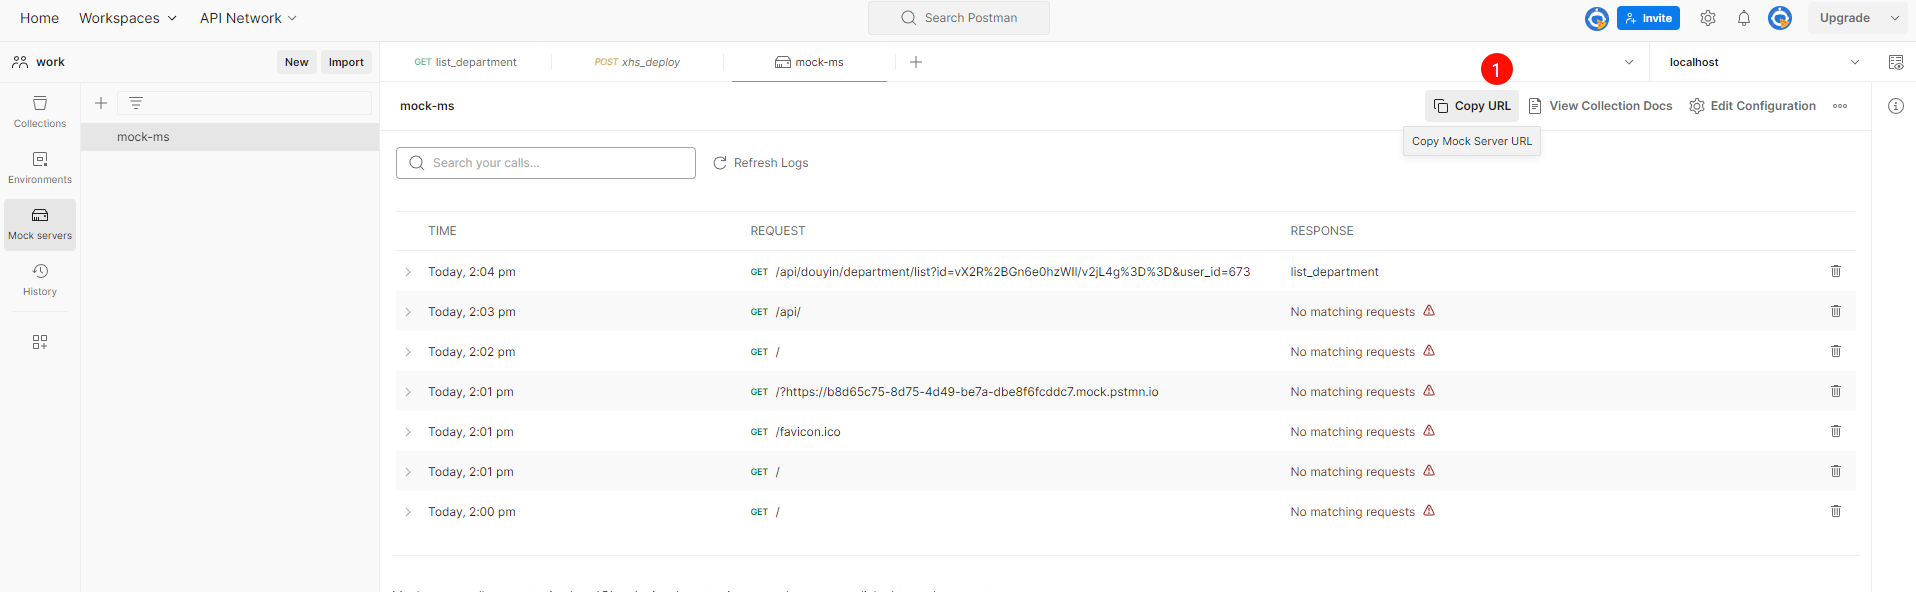 Home Workspaces API Network Search Postman Invite Upgrade
work New Import GET list_department POST xhs_deploy mock-ms 1 localhost
Collections
mock-ms
Environments
Mock servers
History
mock-ms Copy URL View Collection Docs Edit Configuration
Copy Mock Server URL
Search your calls... Refresh Logs
TIME REQUEST RESPONSE
Today, 2:04 pm GET /api/douyin/department/list?id=vX2R%2BGn6e0hzWII/v2jL4g%3D%3D&user_id=673 list_department
Today, 2:03 pm GET /api/ No matching requests
Today, 2:02 pm GET / No matching requests
Today, 2:01 pm GET /?https://b8d65c75-8d75-4d49-be7a-dbe8f6fcddc7.mock.pstmn.io No matching requests
Today, 2:01 pm GET /favicon.ico No matching requests
Today, 2:01 pm GET / No matching requests
Today, 2:00 pm GET / No matching requests